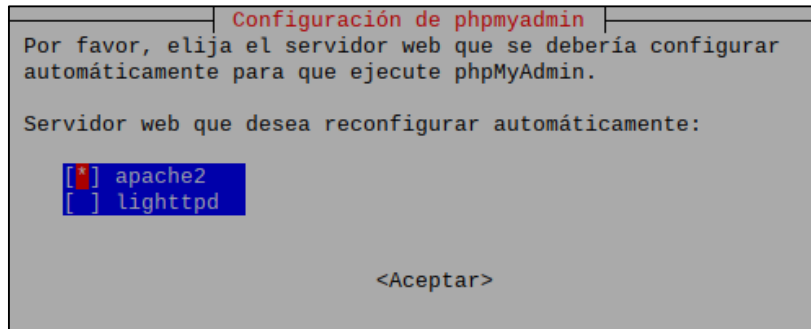 Configuración de phpmyadmin
Por favor, elija el servidor web que se debería configurar
automáticamente para que ejecute phpMyAdmin.
Servidor web que desea reconfigurar automáticamente:
[*] apache2
[ ] lighttpd
<Aceptar>